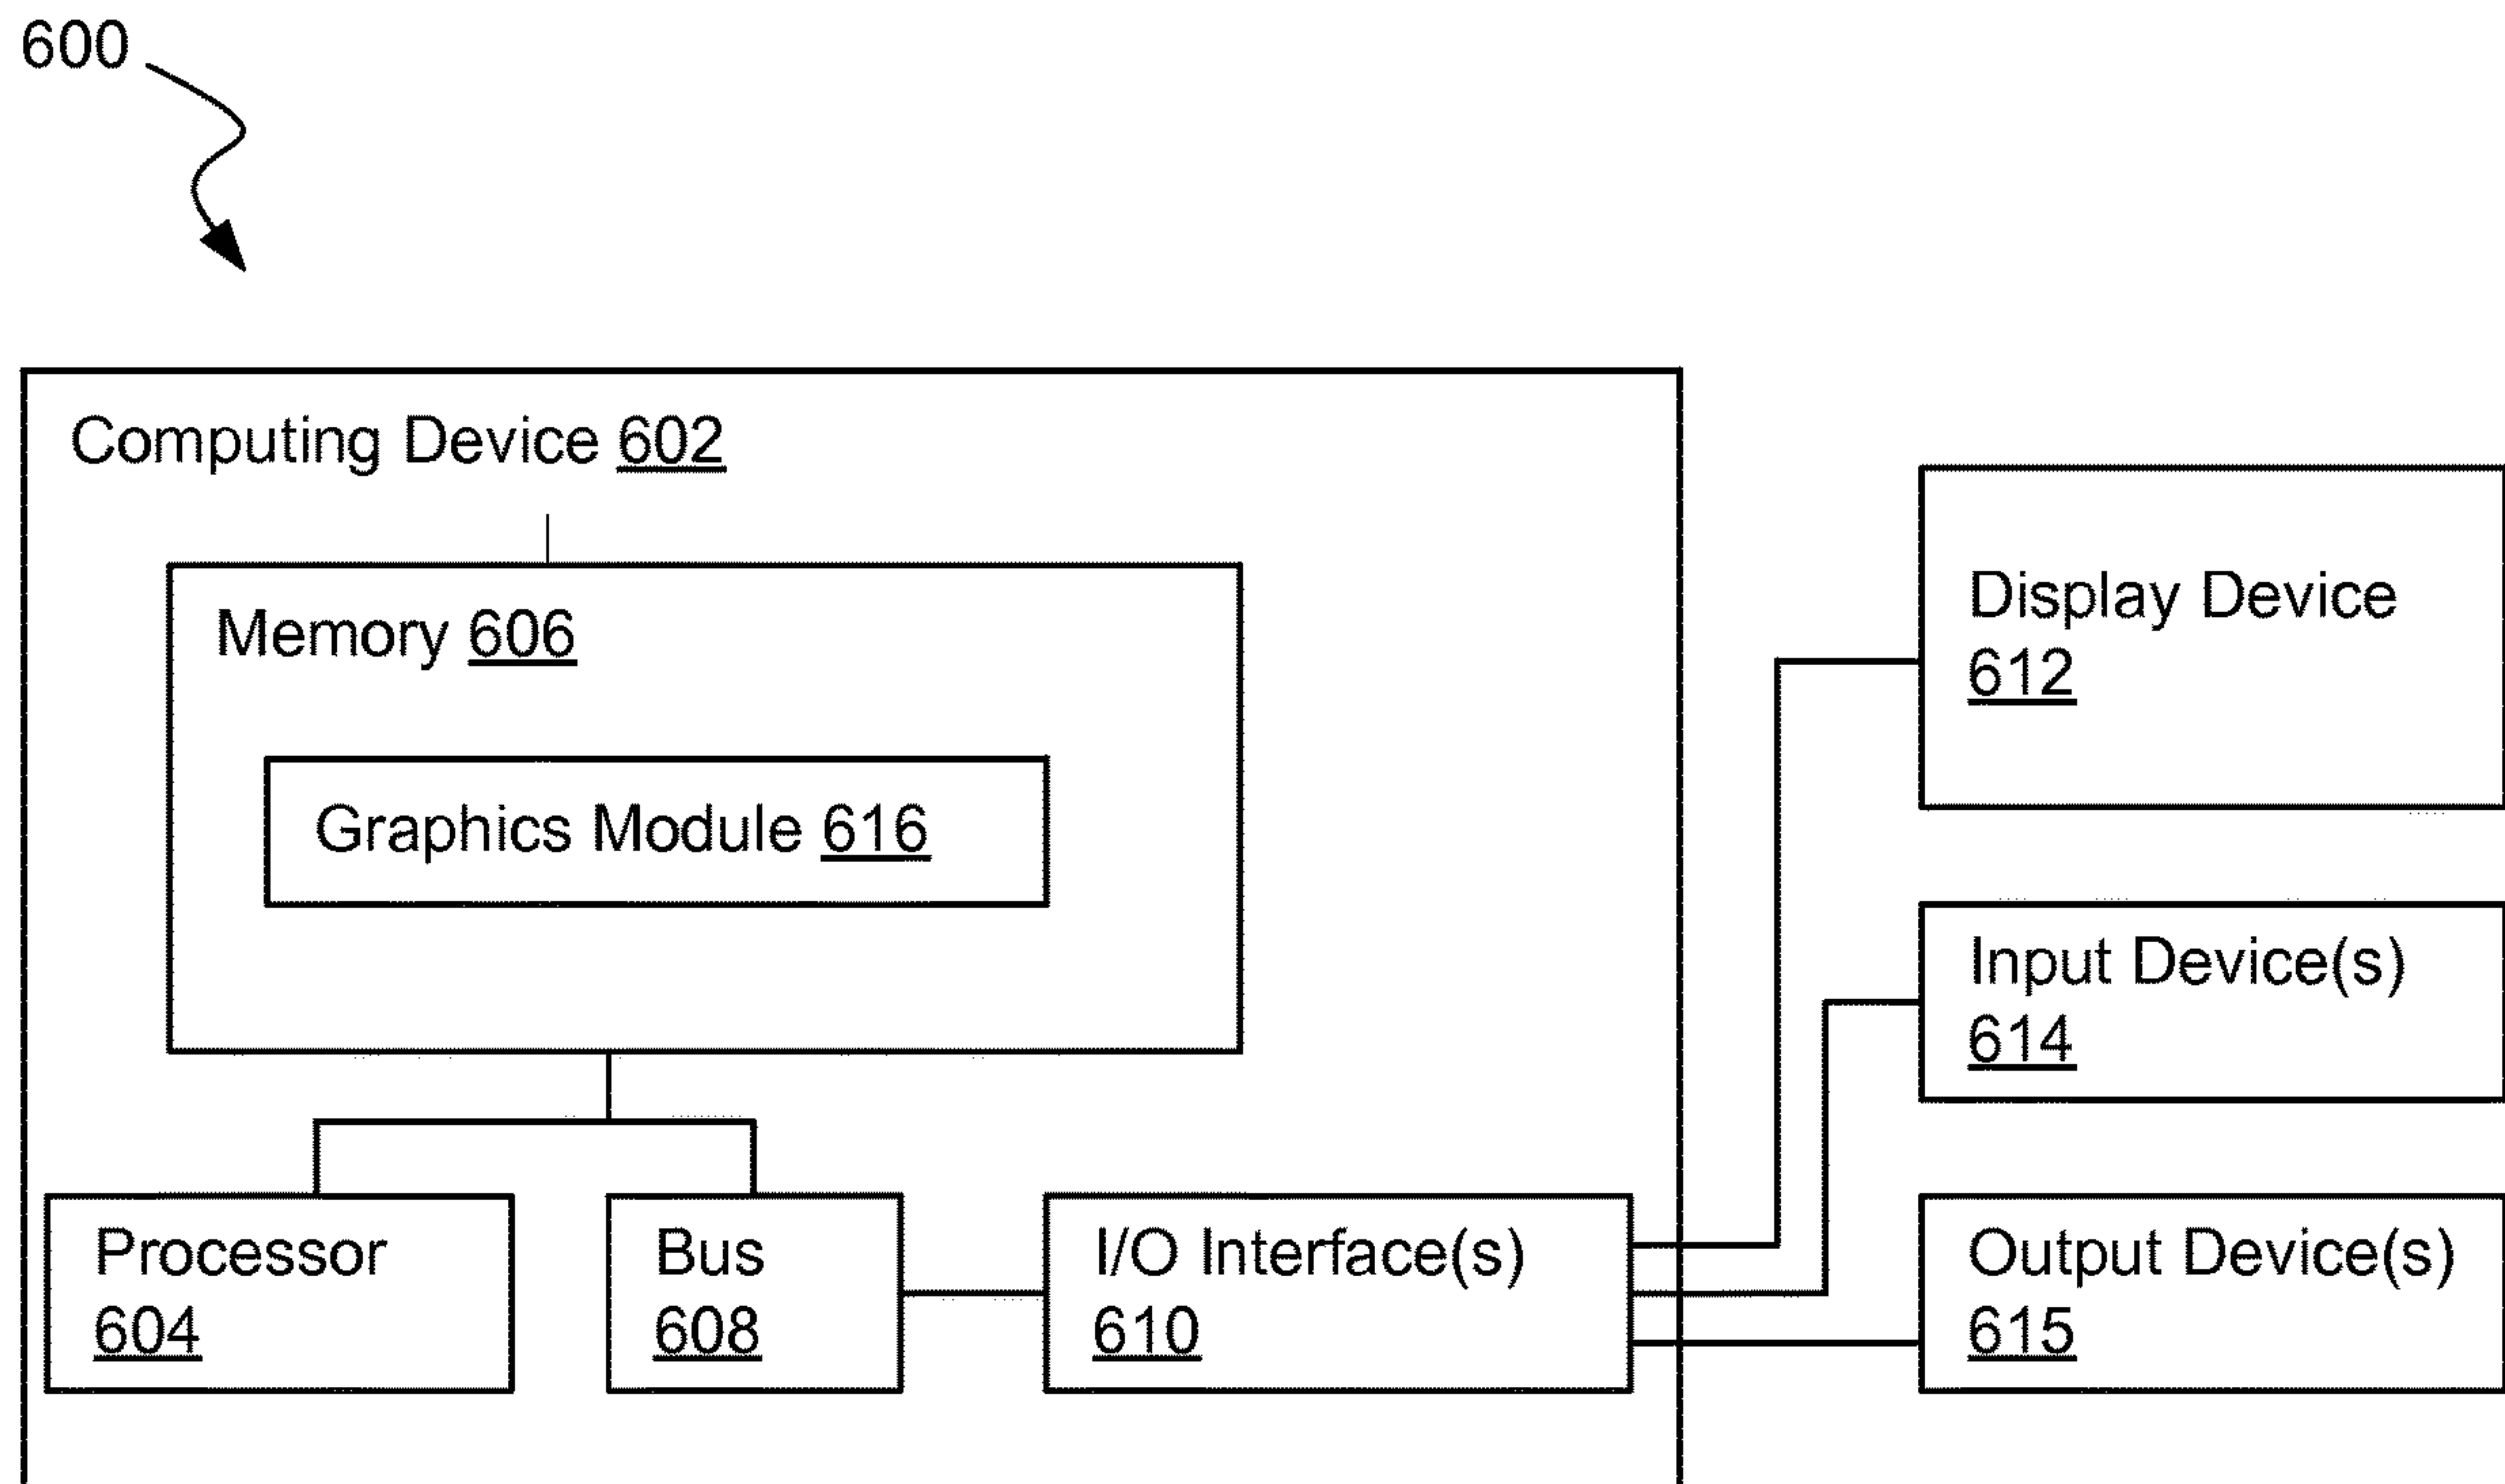 600
Computing Device 602
Memory 606
Graphics Module 616
Processor
604
Bus
608
I/O Interface(s)
610
Display Device
612
Input Device(s)
614
Output Device(s)
615